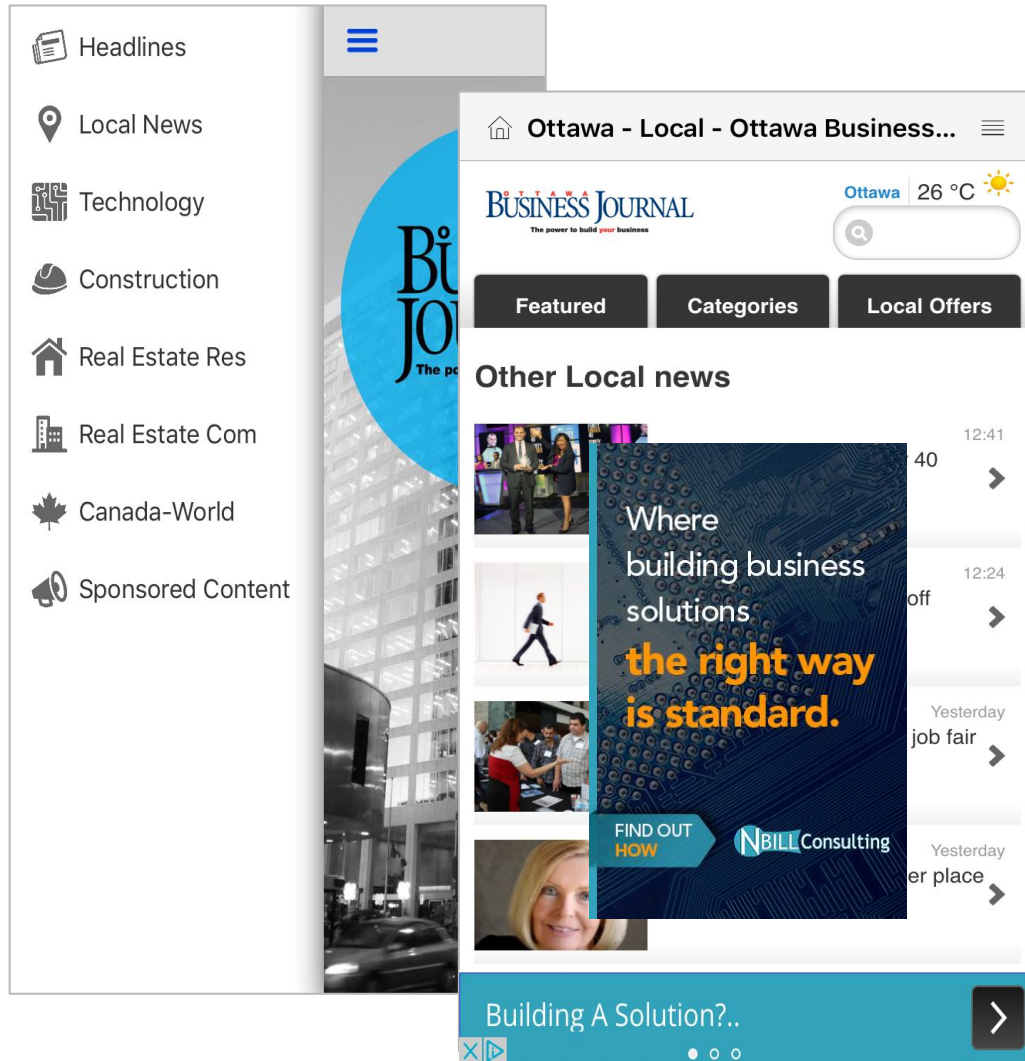 Headlines
Local News
Technology
Construction
Real Estate Res
Real Estate Com
Canada-World
Sponsored Content
The
Ottawa - Local - Ottawa Business...
OTTAWA
BUSINESS JOURNAL
The power to build your business
Ottawa 26 °C
Featured
Categories
Local Offers
Other Local news
12:41
40
12:24
off
Yesterday
job fair
Yesterday
place
Where
building business
solutions
the right way
is standard.
FIND OUT
HOW
NBILL Consulting
Building A Solution?..